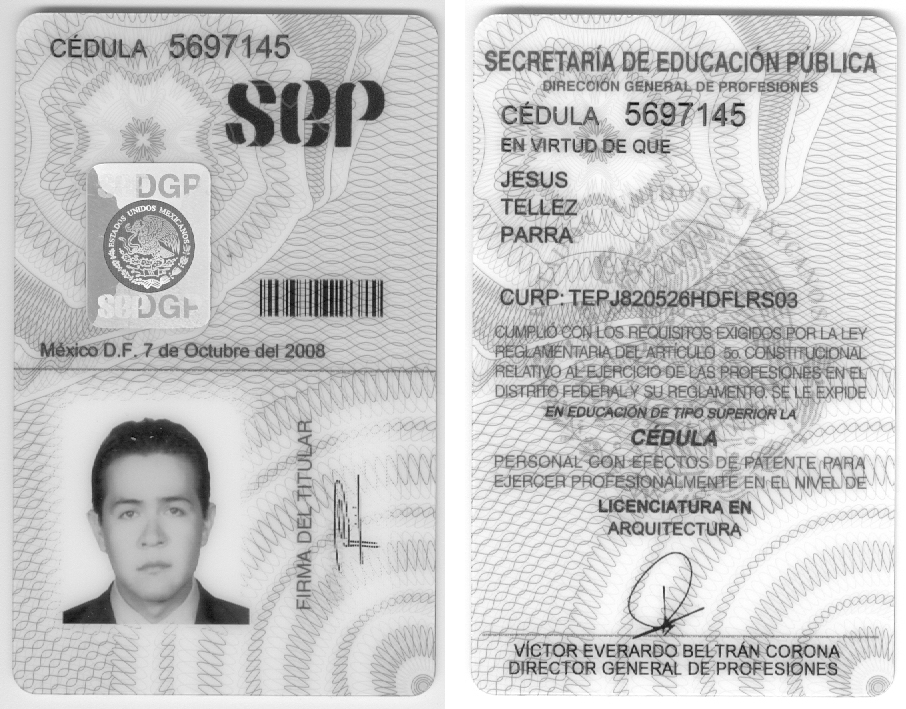 CÉDULA 5697145
sep
SEP DGP
ESTADOS UNIDOS MEXICANOS
SEP DGP
México D.F. 7 de Octubre del 2008
FIRMA DEL TITULAR
SECRETARÍA DE EDUCACIÓN PÚBLICA
DIRECCIÓN GENERAL DE PROFESIONES
CÉDULA 5697145
EN VIRTUD DE QUE
JESUS
TELLEZ
PARRA
CURP: TEPJ820526HDFLRS03
CUMPLIÓ CON LOS REQUISITOS EXIGIDOS POR LA LEY
REGLAMENTARIA DEL ARTÍCULO 5o. CONSTITUCIONAL
RELATIVO AL EJERCICIO DE LAS PROFESIONES EN EL
DISTRITO FEDERAL Y SU REGLAMENTO. SE LE EXPIDE
EN EDUCACIÓN DE TIPO SUPERIOR LA
CÉDULA
PERSONAL CON EFECTOS DE PATENTE PARA
EJERCER PROFESIONALMENTE EN EL NIVEL DE
LICENCIATURA EN
ARQUITECTURA
VÍCTOR EVERARDO BELTRÁN CORONA
DIRECTOR GENERAL DE PROFESIONES